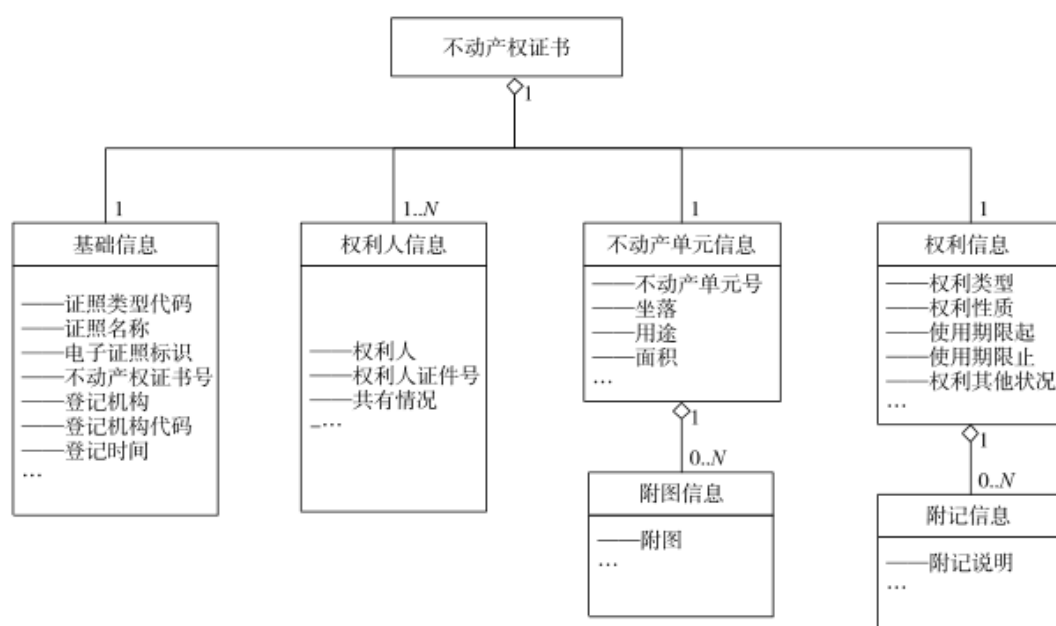 不动产权证书
1
1
1..N
1
1
基础信息
——证照类型代码
——证照名称
——电子证照标识
——不动产权证书号
——登记机构
——登记机构代码
——登记时间
…
权利人信息
——权利人
——权利人证件号
——共有情况
–…
不动产单元信息
——不动产单元号
——坐落
——用途
——面积
…
1
0..N
附图信息
——附图
…
权利信息
——权利类型
——权利性质
——使用期限起
——使用期限止
——权利其他状况
…
1
0..N
附记信息
——附记说明
…